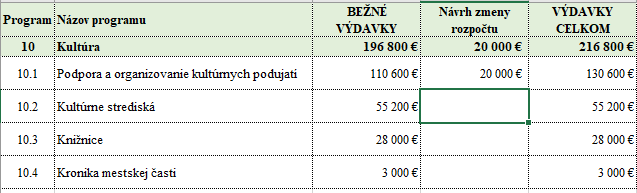 Program Názov programu BEŽNÉ VÝDAVKY Návrh zmeny rozpočtu VÝDAVKY CELKOM
10 Kultúra 196 800 € 20 000 € 216 800 €
10.1 Podpora a organizovanie kultúrnych podujatí 110 600 € 20 000 € 130 600 €
10.2 Kultúrne strediská 55 200 € 55 200 €
10.3 Knižnice 28 000 € 28 000 €
10.4 Kronika mestskej časti 3 000 € 3 000 €